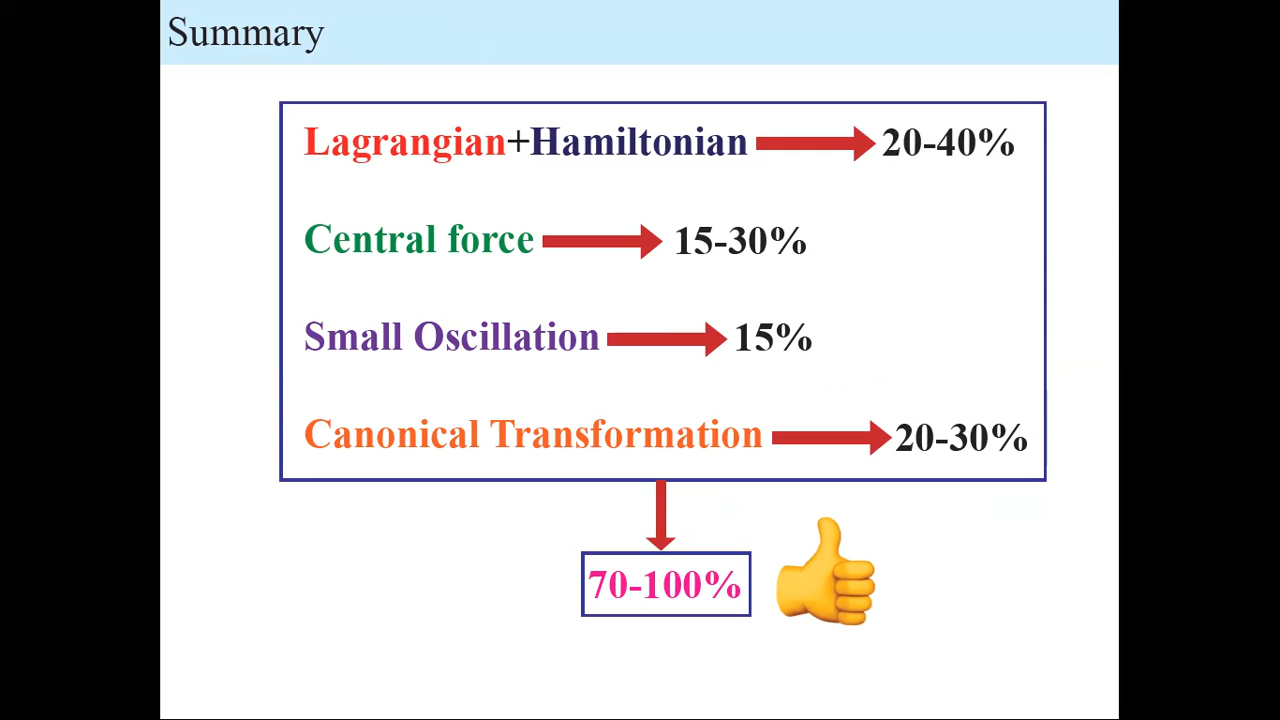 Summary
Lagrangian+Hamiltonian 20-40%
Central force 15-30%
Small Oscillation 15%
Canonical Transformation 20-30%
70-100%